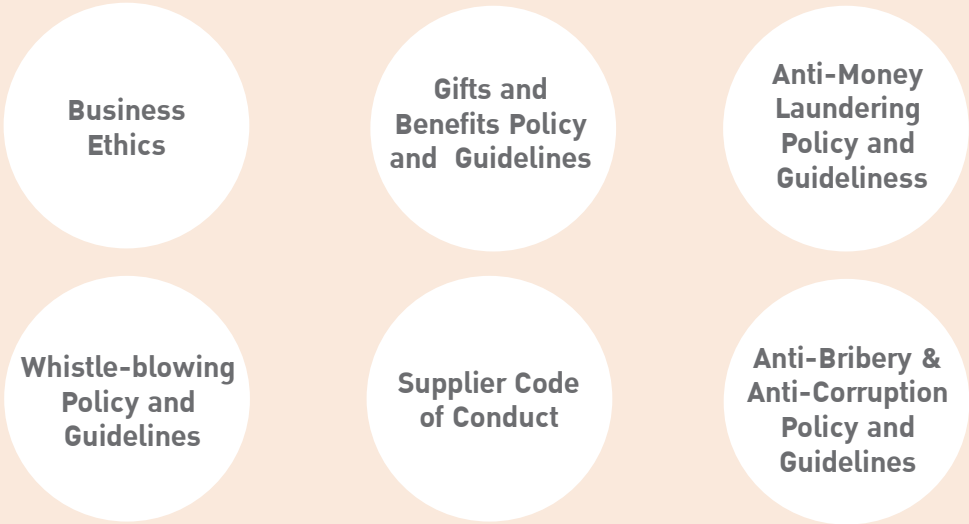 Business
Ethics
Gifts and
Benefits Policy
and Guidelines
Anti-Money
Laundering
Policy and
Guideliness
Whistle-blowing
Policy and
Guidelines
Supplier Code
of Conduct
Anti-Bribery &
Anti-Corruption
Policy and
Guidelines